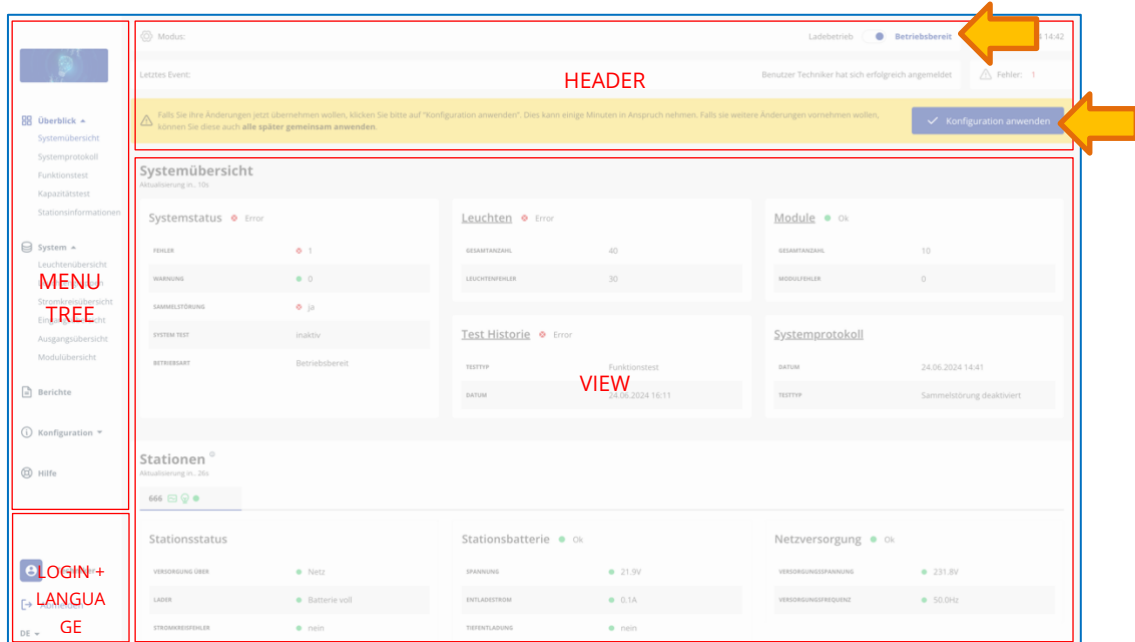 Modus:
Ladebetrieb Betriebsbereit 14:42
HEADER
Letztes Event: Benutzer Techniker hat sich erfolgreich angemeldet Fehler: 1
Falls Sie ihre Änderungen jetzt übernehmen wollen, klicken Sie bitte auf "Konfiguration anwenden". Dies kann einige Minuten in Anspruch nehmen. Falls sie weitere Änderungen vornehmen wollen,
können Sie diese auch alle später gemeinsam anwenden.
Konfiguration anwenden
Überblick
Systemübersicht
Systemprotokoll
Funktionstest
Kapazitätstest
Stationsinformationen
System
Leuchtenübersicht
MENU
Stromkreisübersicht
TREE
Ausgangsübersicht
Modulübersicht
Berichte
Konfiguration
Hilfe
LOGIN +
LANGUA
GE
DE
Systemübersicht
Aktualisierung in.. 10s
Systemstatus Error
FEHLER 1
WARNUNG 0
SAMMELSTÖRUNG ja
SYSTEM TEST inaktiv
BETRIEBSART Betriebsbereit
Leuchten Error
GESAMTANZAHL 40
LEUCHTENFEHLER 30
Module Ok
GESAMTANZAHL 10
MODULFEHLER 0
Test Historie Error
TESTTYP Funktionstest
VIEW
DATUM 24.06.2024 16:11
Systemprotokoll
DATUM 24.06.2024 14:41
TESTTYP Sammelstörung deaktiviert
Stationen
Aktualisierung in.. 26s
666
Stationsstatus
VERSORGUNG ÜBER Netz
LADER Batterie voll
STROMKREISFEHLER nein
Stationsbatterie Ok
SPANNUNG 21.9V
ENTLADESTROM 0.1A
TIEFENTLADUNG nein
Netzversorgung Ok
VERSORGUNGSSPANNUNG 231.8V
VERSORGUNGSFREQUENZ 50.0Hz